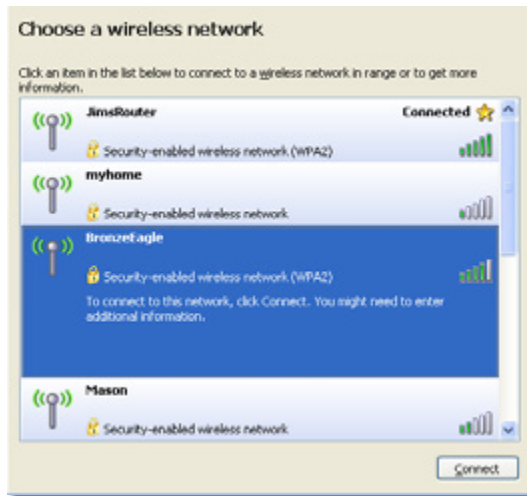 Choose a wireless network
Click an item in the list below to connect to a wireless network in range or to get more
information.
JimsRouter Connected
Security-enabled wireless network (WPA2)
myhome
Security-enabled wireless network
BronzeEagle
Security-enabled wireless network (WPA2)
To connect to this network, click Connect. You might need to enter
additional information.
Mason
Security-enabled wireless network
Connect